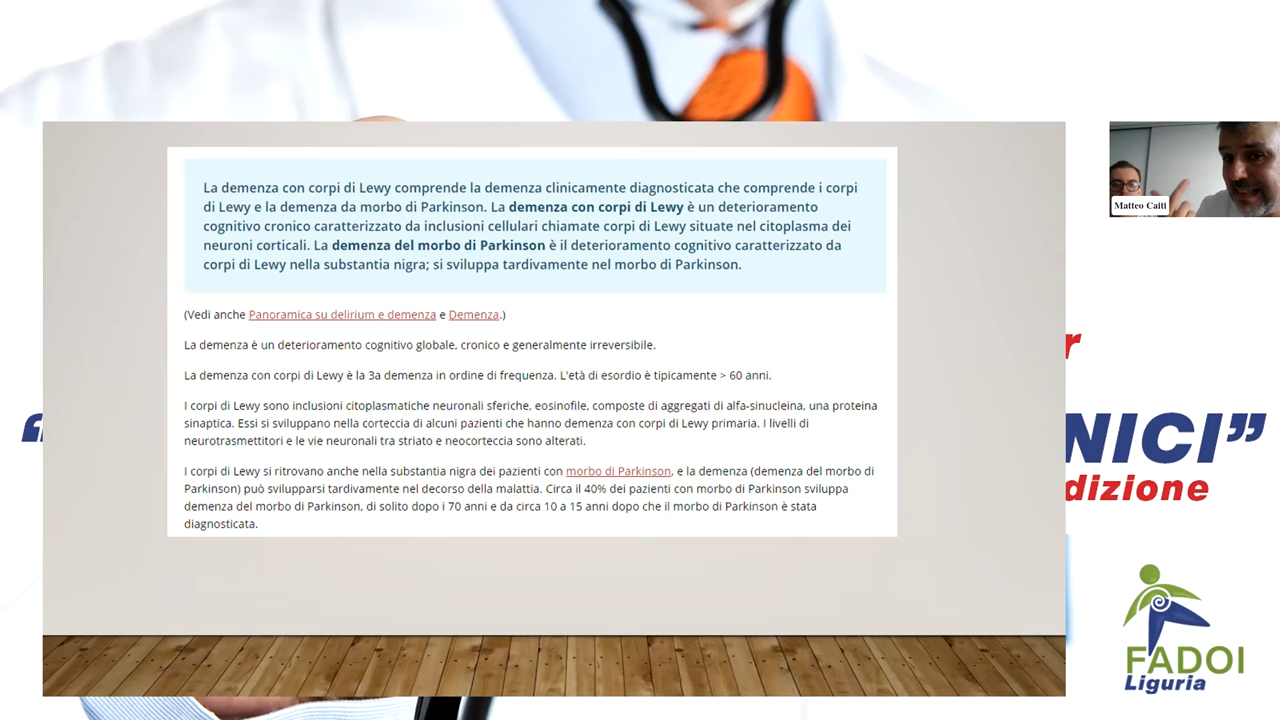 La demenza con corpi di Lewy comprende la demenza clinicamente diagnosticata che comprende i corpi
di Lewy e la demenza da morbo di Parkinson. La demenza con corpi di Lewy è un deterioramento
cognitivo cronico caratterizzato da inclusioni cellulari chiamate corpi di Lewy situate nel citoplasma dei
neuroni corticali. La demenza del morbo di Parkinson è il deterioramento cognitivo caratterizzato da
corpi di Lewy nella substantia nigra; si sviluppa tardivamente nel morbo di Parkinson.
(Vedi anche Panoramica su delirium e demenza e Demenza.)
La demenza è un deterioramento cognitivo globale, cronico e generalmente irreversibile.
La demenza con corpi di Lewy è la 3a demenza in ordine di frequenza. L'età di esordio è tipicamente > 60 anni.
I corpi di Lewy sono inclusioni citoplasmatiche neuronali sferiche, eosinofile, composte di aggregati di alfa-sinucleina, una proteina
sinaptica. Essi si sviluppano nella corteccia di alcuni pazienti che hanno demenza con corpi di Lewy primaria. I livelli di
neurotrasmettitori e le vie neuronali tra striato e neocorteccia sono alterati.
I corpi di Lewy si ritrovano anche nella substantia nigra dei pazienti con morbo di Parkinson, e la demenza (demenza del morbo di
Parkinson) può svilupparsi tardivamente nel decorso della malattia. Circa il 40% dei pazienti con morbo di Parkinson sviluppa
demenza del morbo di Parkinson, di solito dopo i 70 anni e da circa 10 a 15 anni dopo che il morbo di Parkinson è stata
diagnosticata.
Matteo Caiti
r
“ NICI”
dizione
FADOI
Liguria